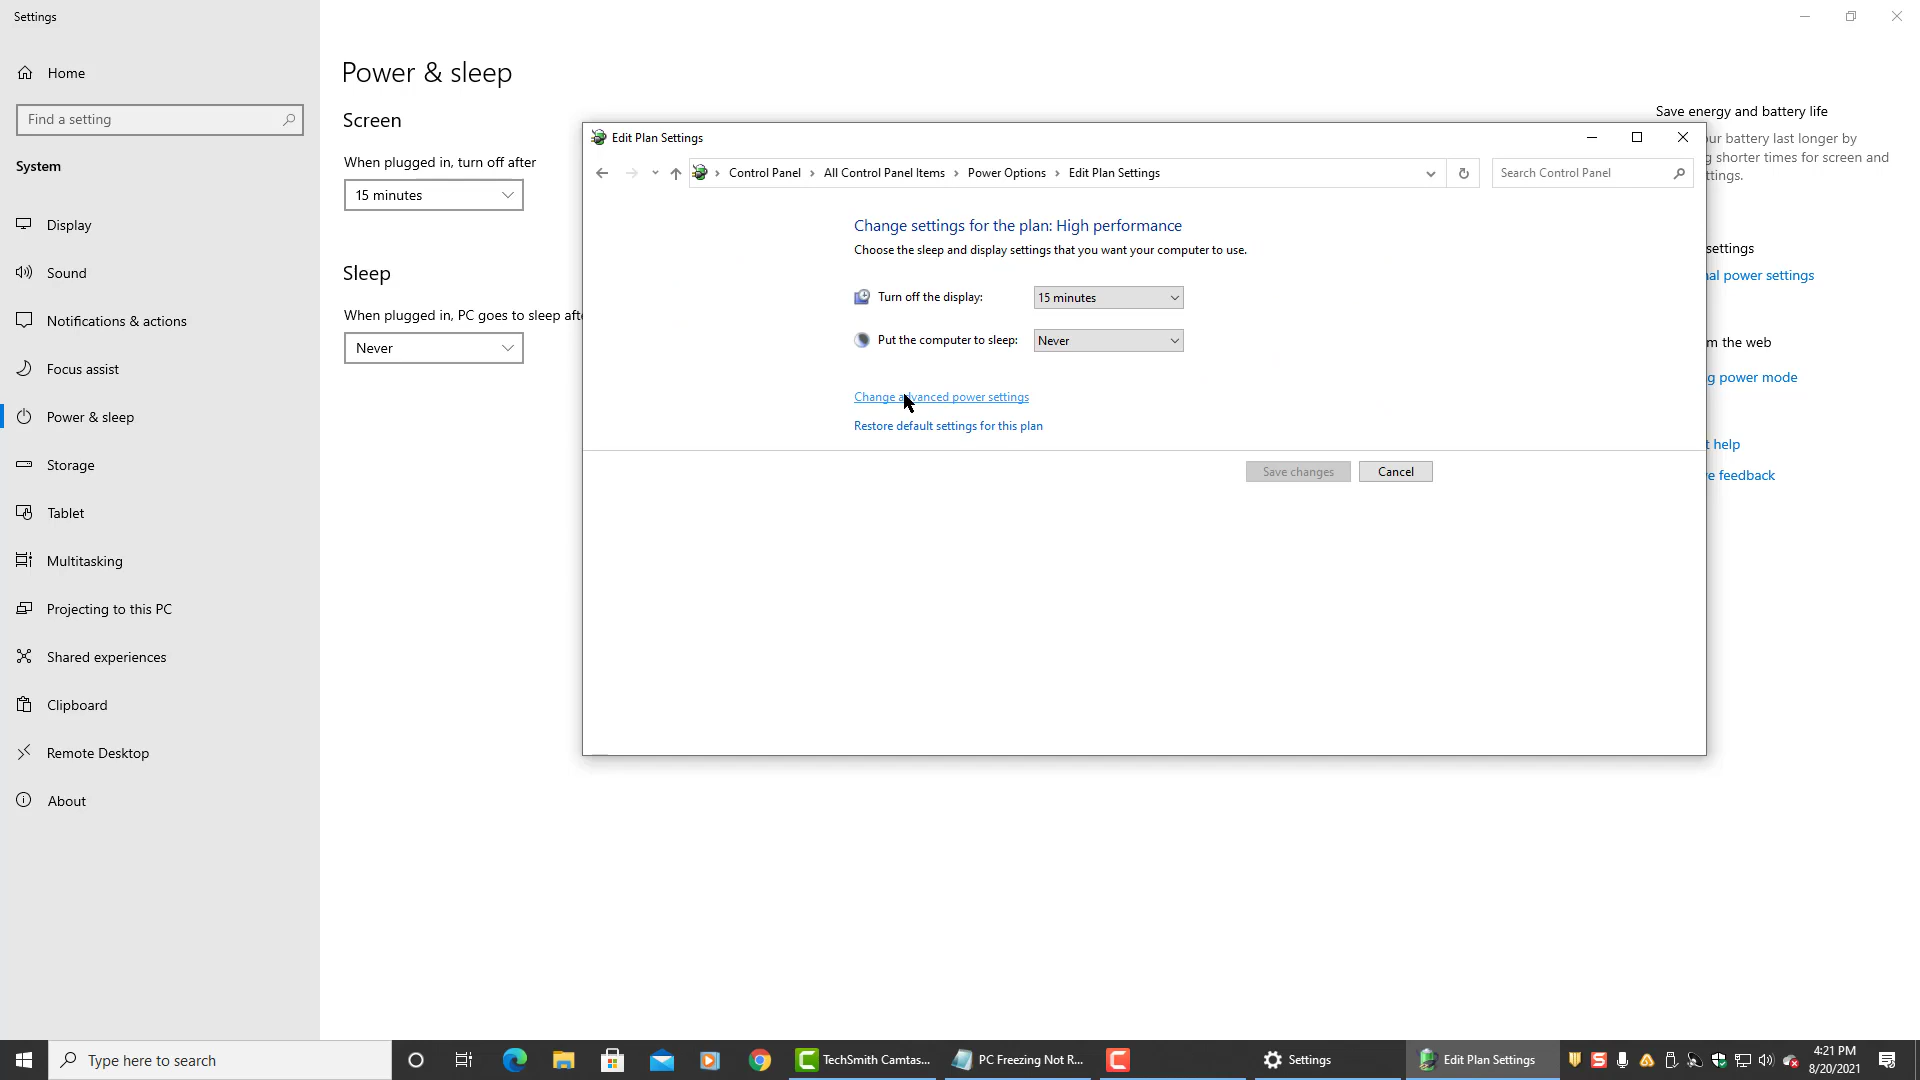 Settings
Home
Find a setting
System
Display
Sound
Notifications & actions
Focus assist
Power & sleep
Storage
Tablet
Multitasking
Projecting to this PC
Shared experiences
Clipboard
Remote Desktop
About
Power & sleep
Screen
When plugged in, turn off after
15 minutes
Sleep
When plugged in, PC goes to sleep
Never
Edit Plan Settings
Control Panel
All Control Panel Items
Power Options
Edit Plan Settings
Search Control Panel
Change settings for the plan: High performance
Choose the sleep and display settings that you want your computer to use.
Turn off the display:
15 minutes
Put the computer to sleep:
Never
Change advanced power settings
Restore default settings for this plan
Save changes
Cancel
Save energy and battery life
battery last longer by
shorter times for screen and
settings
power settings
the web
power mode
help
feedback
Type here to search
TechSmith Camtas...
PC Freezing Not R...
Settings
Edit Plan Settings
4:21 PM
8/20/2021